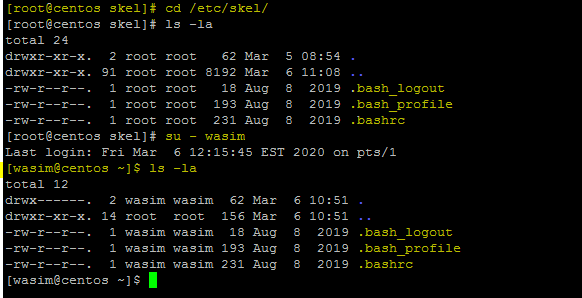 [root@centos skel]# cd /etc/skel/
[root@centos skel]# ls -la
total 24
drwxr-xr-x.  2 root root   62 Mar  5 08:54 .
drwxr-xr-x. 91 root root 8192 Mar  6 11:08 ..
-rw-r--r--.  1 root root   18 Aug  8  2019 .bash_logout
-rw-r--r--.  1 root root  193 Aug  8  2019 .bash_profile
-rw-r--r--.  1 root root  231 Aug  8  2019 .bashrc
[root@centos skel]# su - wasim
Last login: Fri Mar  6 12:15:45 EST 2020 on pts/1
[wasim@centos ~]$ ls -la
total 12
drwx------.  2 wasim wasim  62 Mar  6 10:51 .
drwxr-xr-x. 14 root  root  156 Mar  6 10:51 ..
-rw-r--r--.  1 wasim wasim  18 Aug  8  2019 .bash_logout
-rw-r--r--.  1 wasim wasim 193 Aug  8  2019 .bash_profile
-rw-r--r--.  1 wasim wasim 231 Aug  8  2019 .bashrc
[wasim@centos ~]$